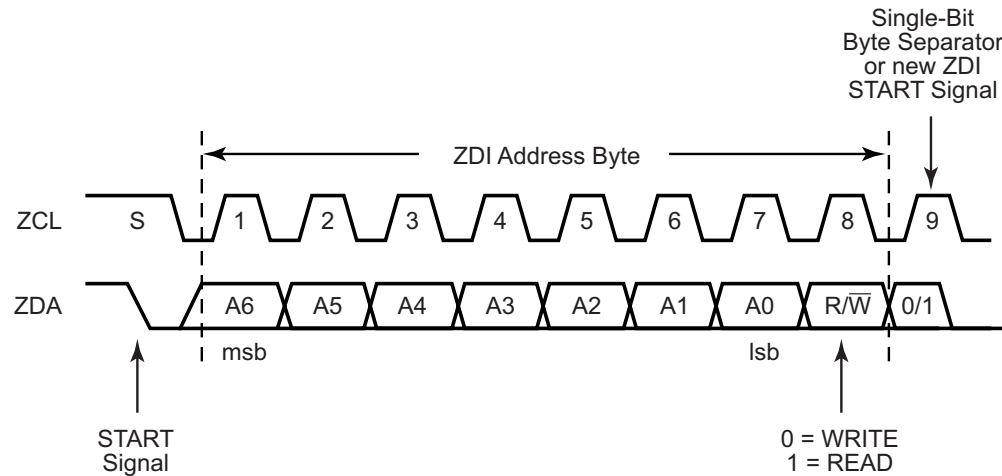 Single-Bit
Byte Separator
or new ZDI
START Signal
ZDI Address Byte
ZCL S 1 2 3 4 5 6 7 8 9
ZDA A6 A5 A4 A3 A2 A1 A0 R/W̅ 0/1
msb lsb
START
Signal
0 = WRITE
1 = READ